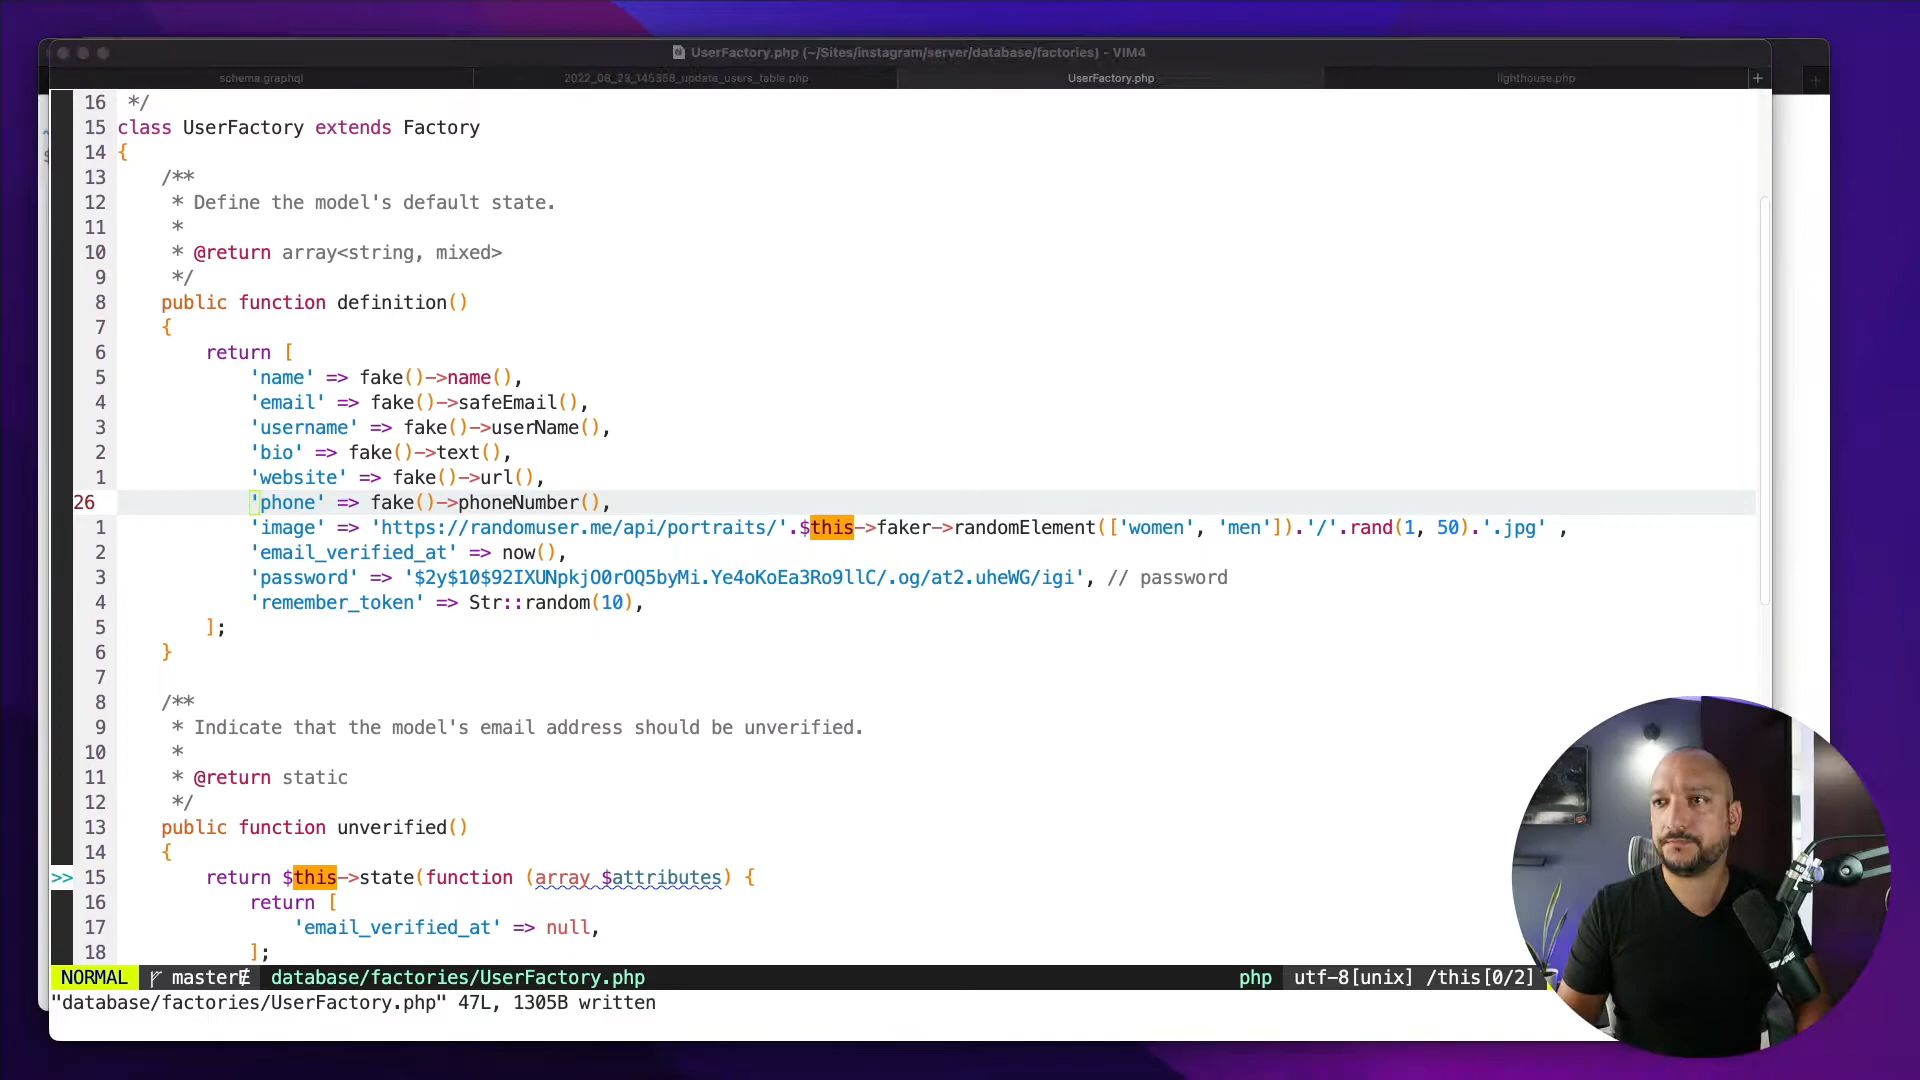 UserFactory.php (~/Sites/instagram/server/database/factories) - VIM4
schema.graphql
2022_08_23_145358_update_users_table.php
UserFactory.php
lighthouse.php
+
16 */
15 class UserFactory extends Factory
14 {
13 /**
12 * Define the model's default state.
11 *
10 * @return array<string, mixed>
9 */
8 public function definition()
7 {
6 return [
5 'name' => fake()->name(),
4 'email' => fake()->safeEmail(),
3 'username' => fake()->userName(),
2 'bio' => fake()->text(),
1 'website' => fake()->url(),
26 'phone' => fake()->phoneNumber(),
1 'image' => 'https://randomuser.me/api/portraits/'.$this->faker->randomElement(['women', 'men']).'/'.rand(1, 50).'.jpg' ,
2 'email_verified_at' => now(),
3 'password' => '$2y$10$92IXUNpkjO0rOQ5byMi.Ye4oKoEa3Ro9llC/.og/at2.uheWG/igi', // password
4 'remember_token' => Str::random(10),
5 ];
6 }
7
8 /**
9 * Indicate that the model's email address should be unverified.
10 *
11 * @return static
12 */
13 public function unverified()
14 {
>> 15 return $this->state(function (array $attributes) {
16 return [
17 'email_verified_at' => null,
18 ];
NORMAL master database/factories/UserFactory.php php utf-8[unix] /this[0/2]
"database/factories/UserFactory.php" 47L, 1305B written